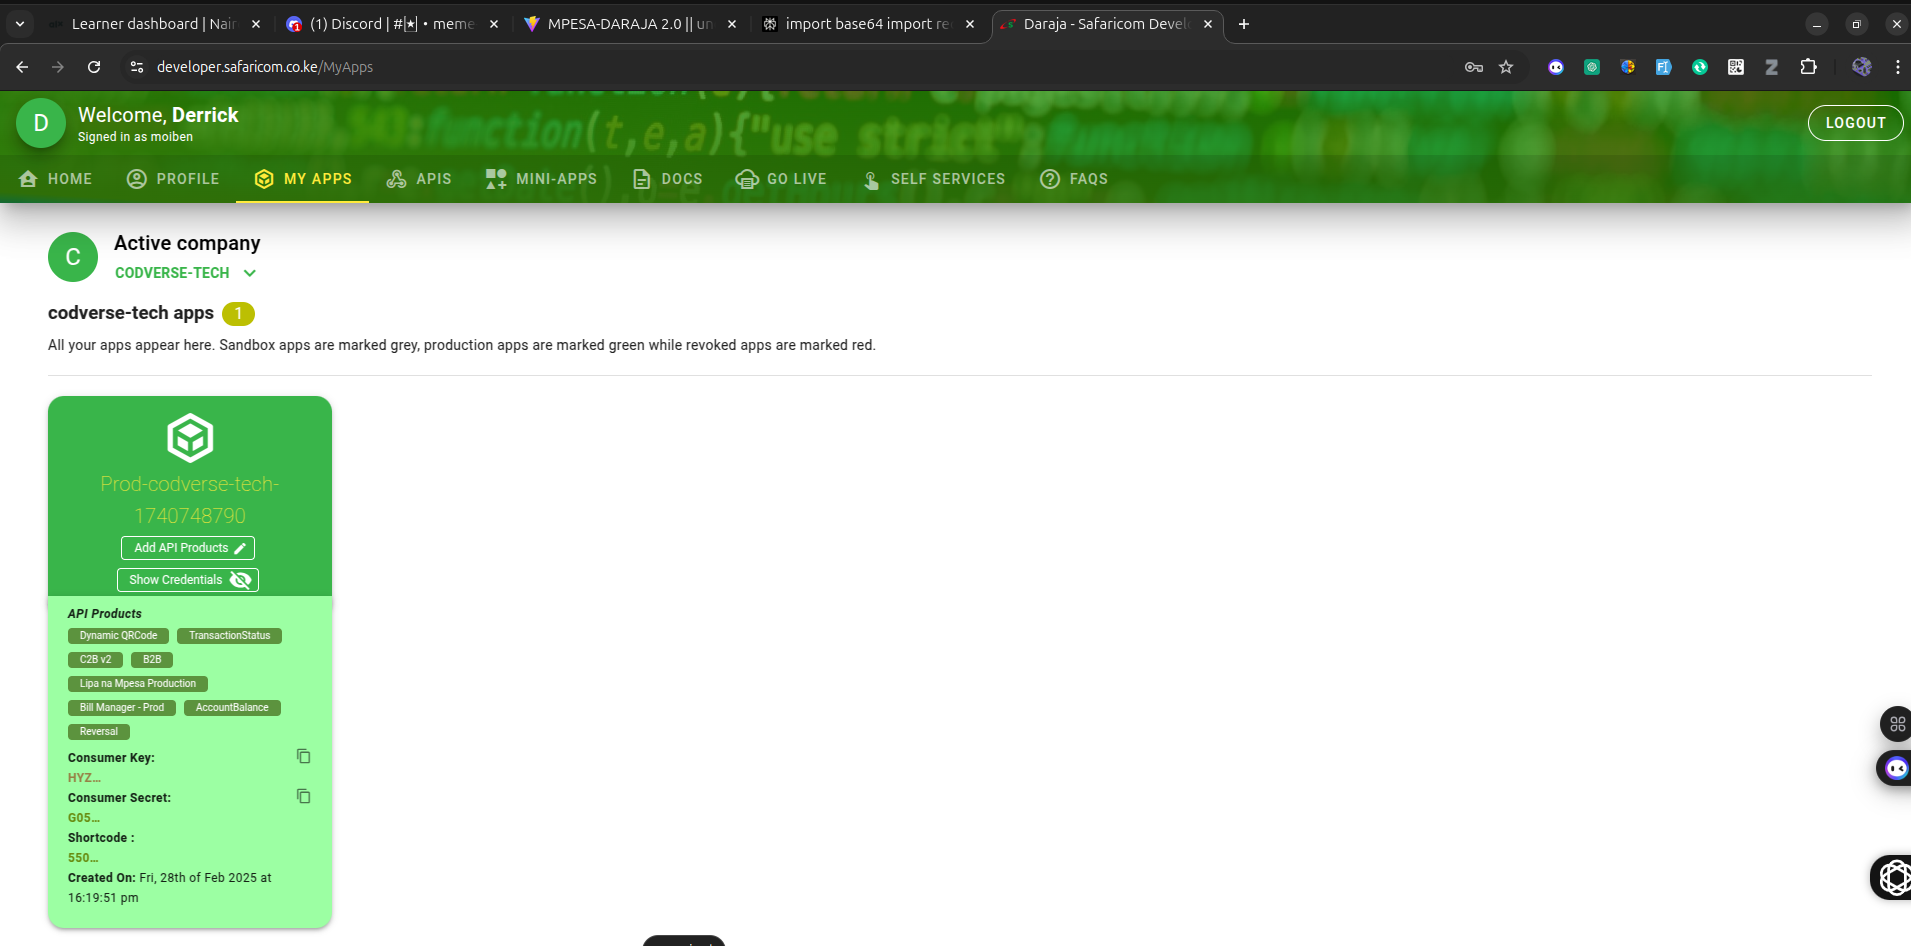 Learner dashboard | Nair
(1) Discord | #|★| • meme
MPESA-DARAJA 2.0 || un
import base64 import re
Daraja - Safaricom Devel
developer.safaricom.co.ke/MyApps
function(t,e,a){"use strict";
D
Welcome, Derrick
Signed in as moiben
LOGOUT
HOME
PROFILE
MY APPS
APIS
MINI-APPS
DOCS
GO LIVE
SELF SERVICES
FAQS
C
Active company
CODVERSE-TECH
codverse-tech apps 1
All your apps appear here. Sandbox apps are marked grey, production apps are marked green while revoked apps are marked red.
Prod-codverse-tech-
1740748790
Add API Products
Show Credentials
API Products
Dynamic QRCode TransactionStatus
C2B v2 B2B
Lipa na Mpesa Production
Bill Manager - Prod AccountBalance
Reversal
Consumer Key:
HYZ...
Consumer Secret:
G05...
Shortcode :
550...
Created On: Fri, 28th of Feb 2025 at
16:19:51 pm